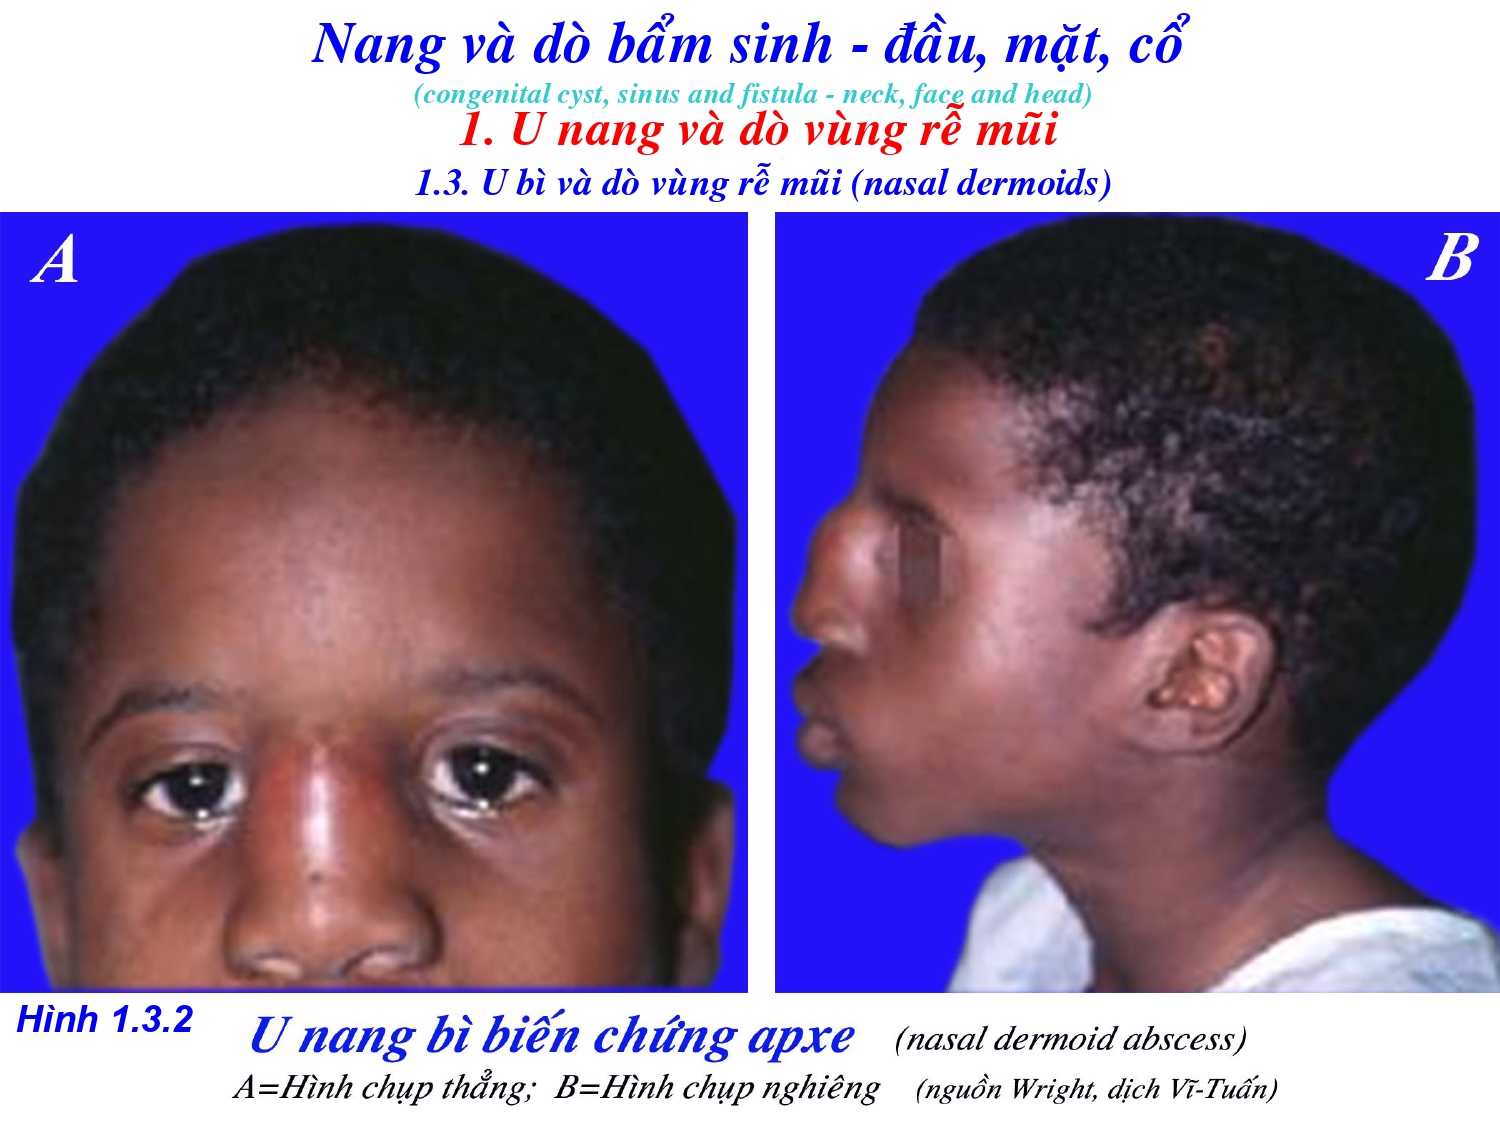 Nang và dò bẩm sinh - đầu, mặt, cổ
(congenital cyst, sinus and fistula - neck, face and head)
1. U nang và dò vùng rễ mũi
1.3. U bì và dò vùng rễ mũi (nasal dermoids)
A
B
Hình 1.3.2
U nang bì biến chứng apxe (nasal dermoid abscess)
A=Hình chụp thẳng; B=Hình chụp nghiêng (nguồn Wright, dịch Vĩ-Tuấn)